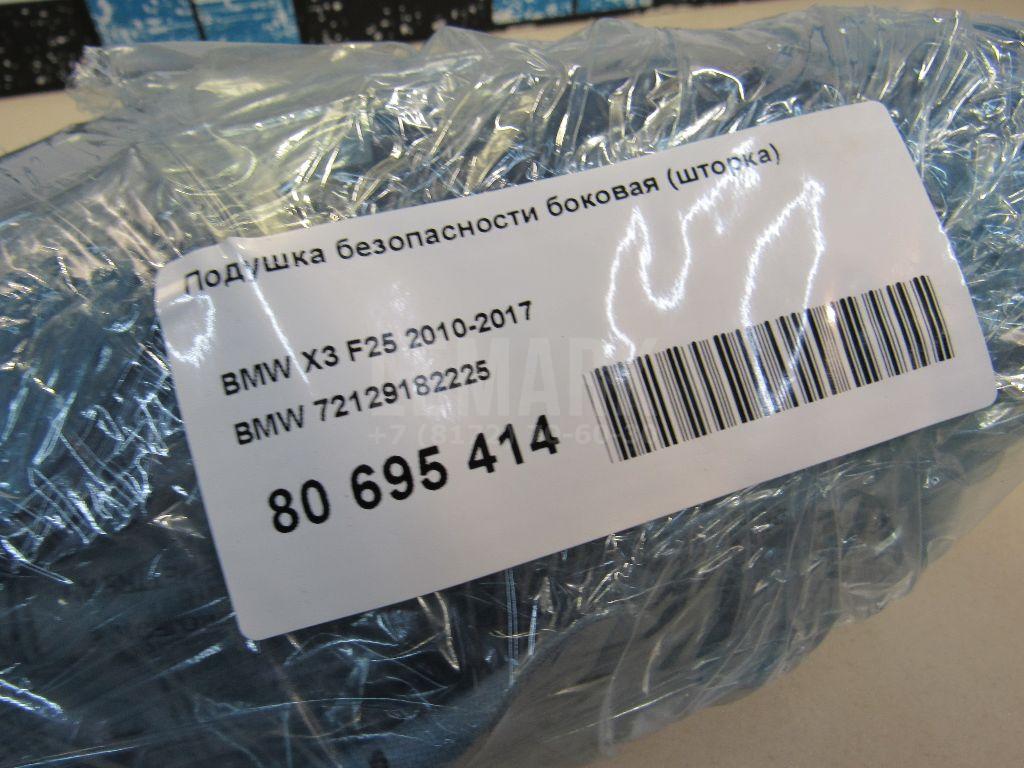 Подушка безопасности боковая (шторка)
BMW X3 F25 2010-2017
BMW 72129182225
80 695 414